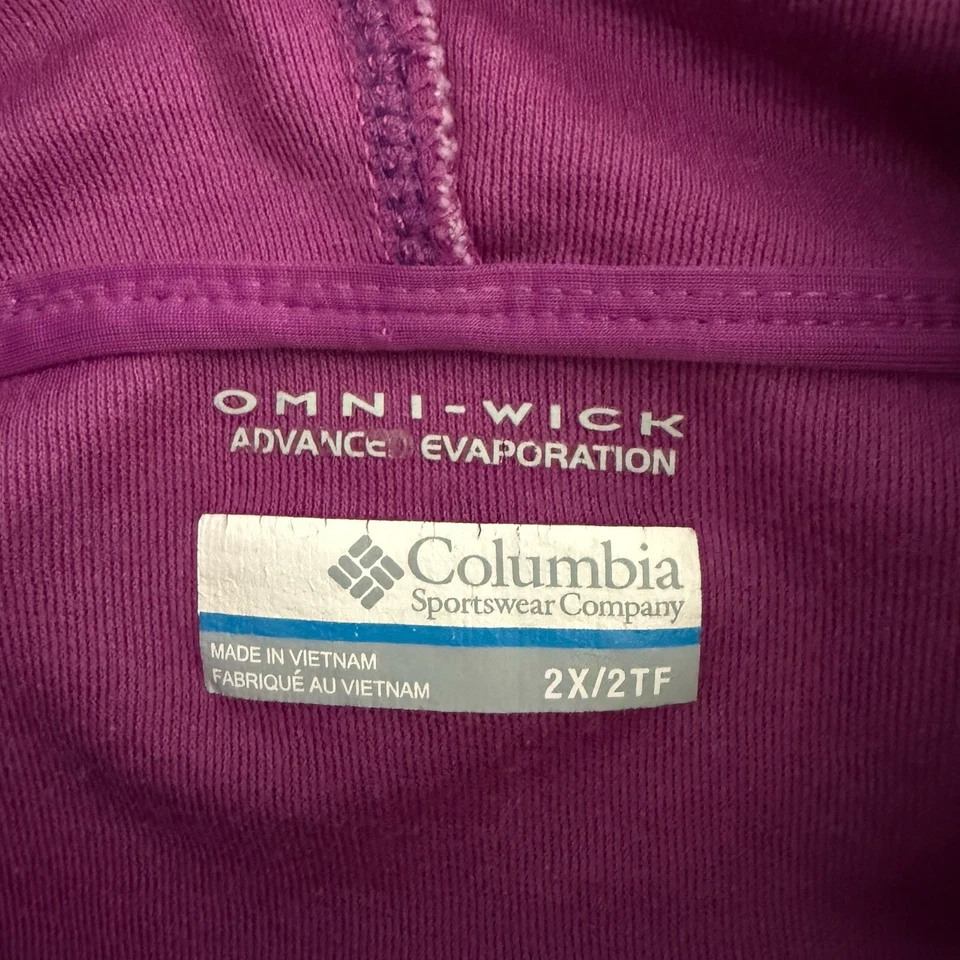 OMNI-WICK
ADVANCED EVAPORATION
Columbia
Sportswear Company
MADE IN VIETNAM
FABRIQUÉ AU VIETNAM
2X/2TF